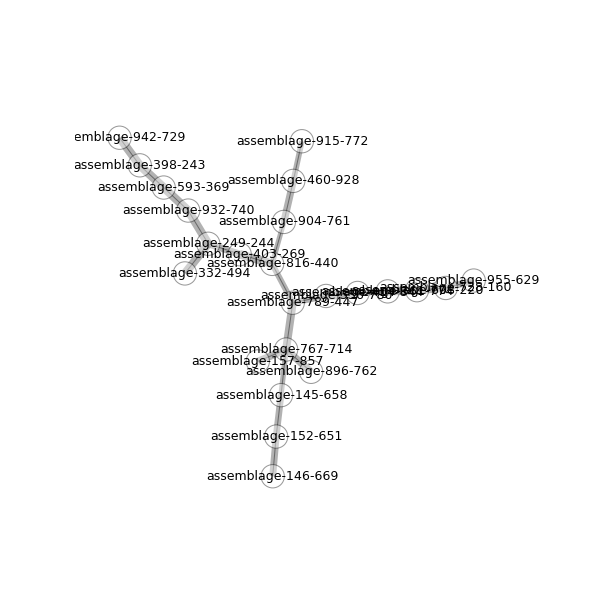 emblage-942-729
assemblage-915-772
assemblage-398-243
assemblage-460-928
assemblage-593-369
assemblage-932-740
assemblage-904-761
assemblage-249-244
assemblage-403-269
assemblage-816-440
assemblage-332-494
assemblage-955-629
assemblage-789-447
assemblage-767-714
assemblage-157-857
assemblage-896-762
assemblage-145-658
assemblage-152-651
assemblage-146-669